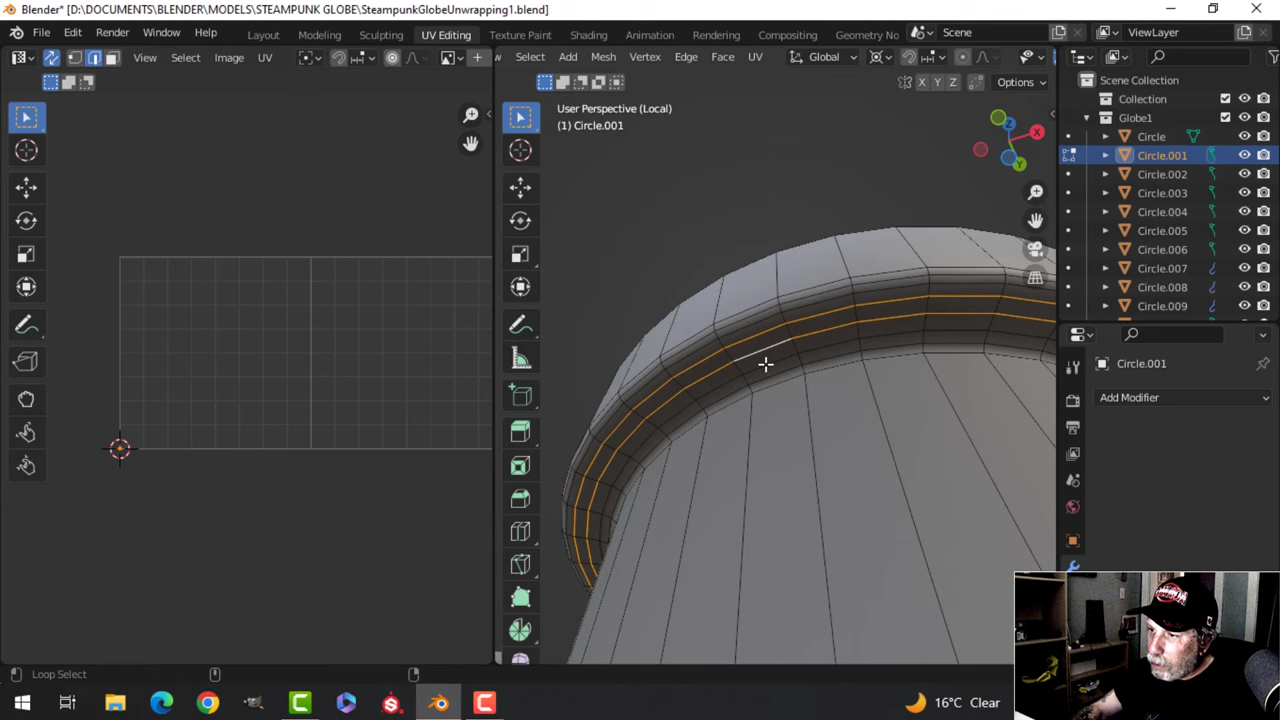 Blender* [D:\DOCUMENTS\BLENDER\MODELS\STEAMPUNK GLOBE\SteampunkGlobeUnwrapping1.blend]
File Edit Render Window Help Layout Modeling Sculpting UV Editing Texture Paint Shading Animation Rendering Compositing Geometry No Scene ViewLayer
View Select Image UV Select Add Mesh Vertex Edge Face UV Global
X Y Z Options
User Perspective (Local)
(1) Circle.001
Z X Y
Scene Collection
Collection
Globe1
Circle
Circle.001
Circle.002
Circle.003
Circle.004
Circle.005
Circle.006
Circle.007
Circle.008
Circle.009
Circle.001
Add Modifier
Loop Select
16°C Clear